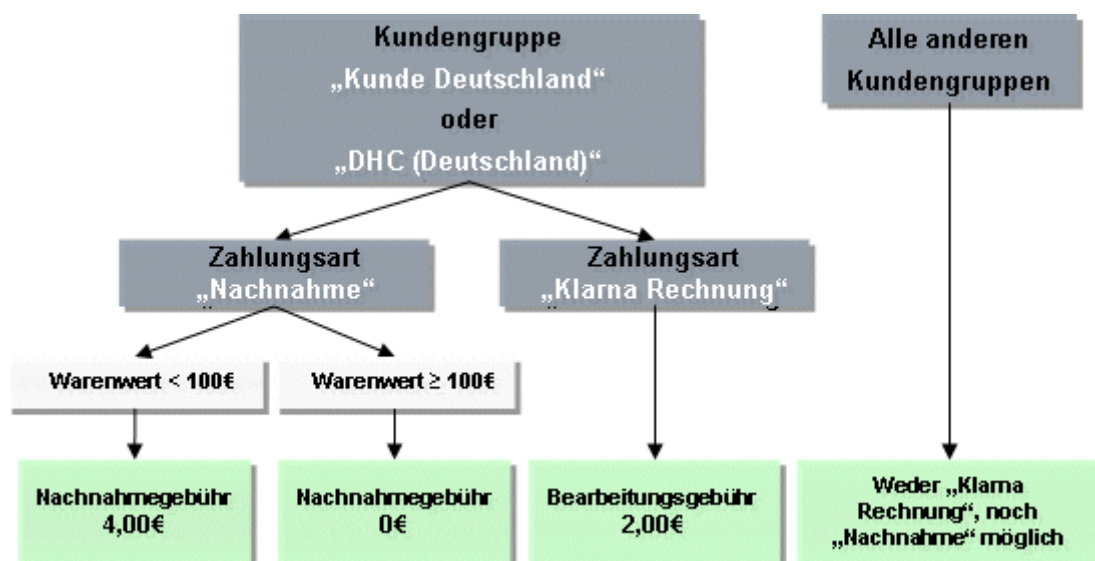 Kundengruppe
„Kunde Deutschland“
oder
„DHC (Deutschland)“
Alle anderen
Kundengruppen
Zahlungsart
„Nachnahme“
Zahlungsart
„Klarna Rechnung“
Warenwert < 100€
Warenwert ≥ 100€
Nachnahmegebühr
4,00€
Nachnahmegebühr
0€
Bearbeitungsgebühr
2,00€
Weder „Klarna
Rechnung“, noch
„Nachnahme“ möglich